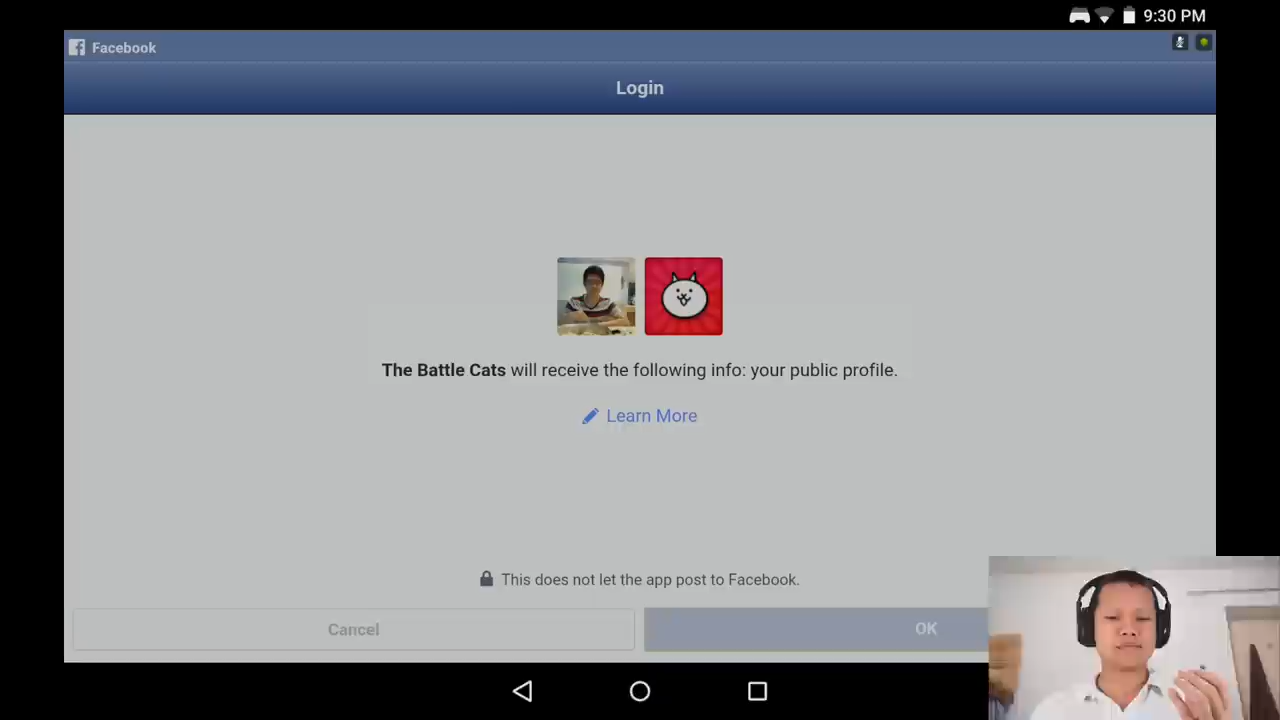 9:30 PM
Facebook
Login
The Battle Cats will receive the following info: your public profile.
Learn More
This does not let the app post to Facebook.
Cancel
OK